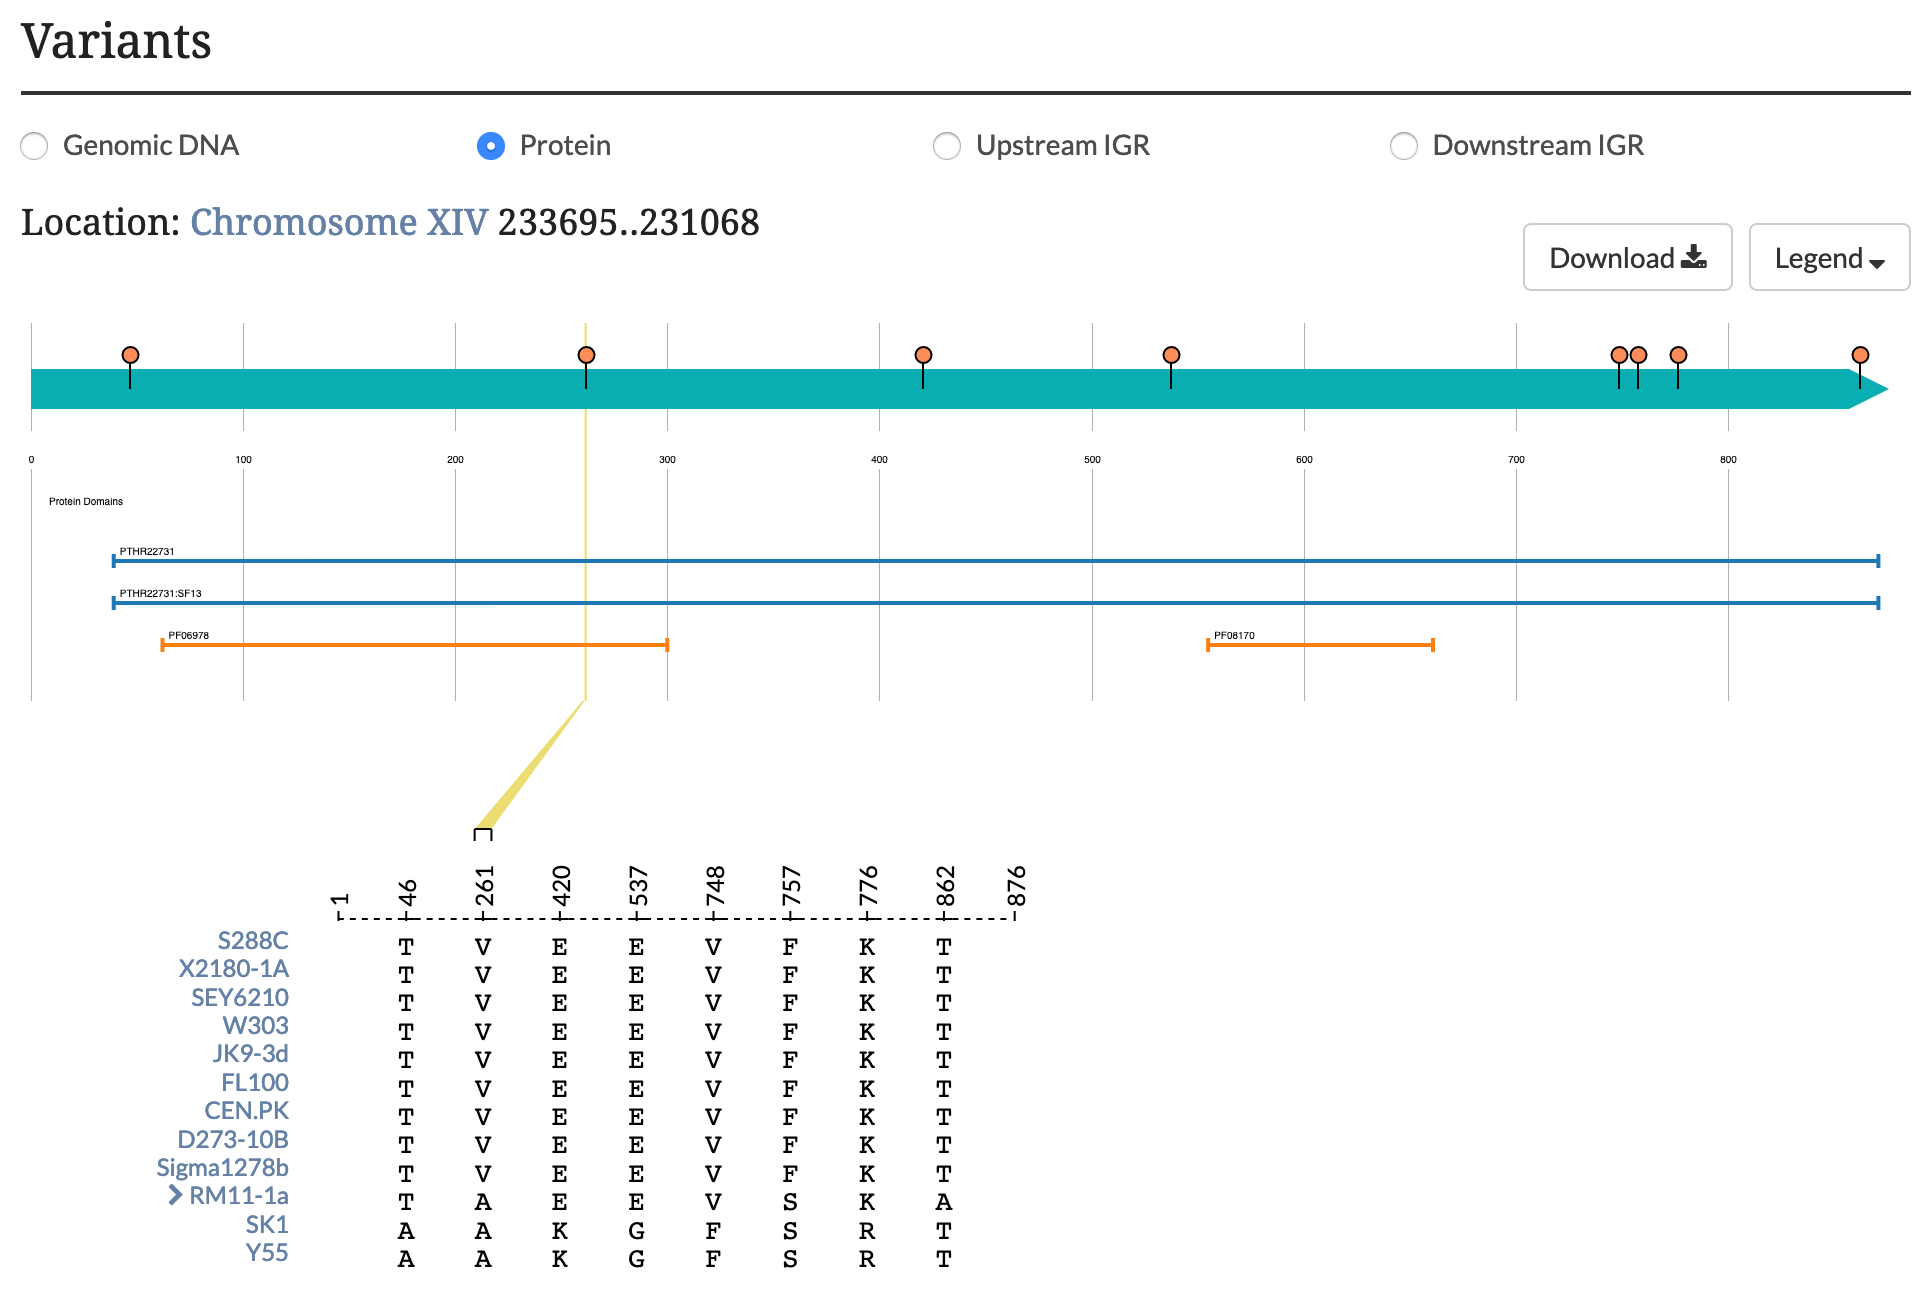 Variants
Genomic DNA Protein Upstream IGR Downstream IGR
Location: Chromosome XIV 233695..231068
Download Legend
0 100 200 300 400 500 600 700 800
Protein Domains
PTHR22731
PTHR22731:SF13
PF06978 PF08170
1 46 261 420 537 748 757 776 862 876
S288C T V E E V F K T
X2180-1A T V E E V F K T
SEY6210 T V E E V F K T
W303 T V E E V F K T
JK9-3d T V E E V F K T
FL100 T V E E V F K T
CEN.PK T V E E V F K T
D273-10B T V E E V F K T
Sigma1278b T V E E V F K T
RM11-1a T A E E V S K A
SK1 A A K G F S R T
Y55 A A K G F S R T